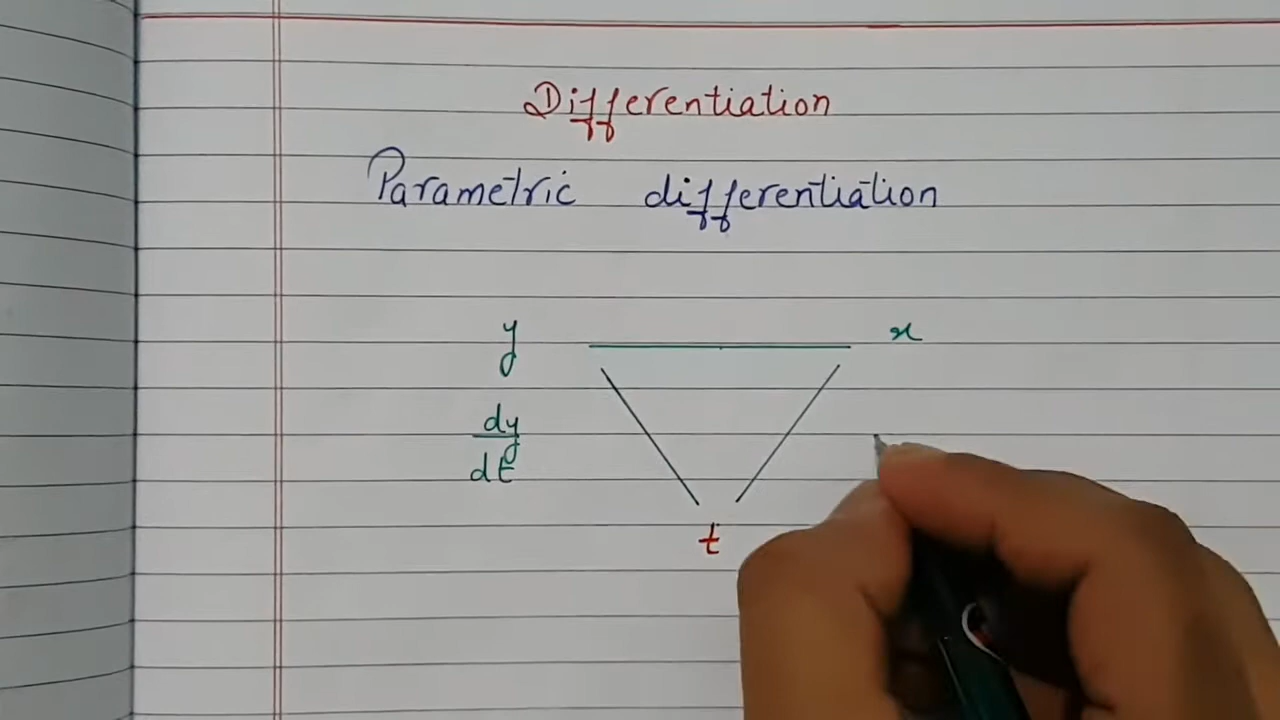 Differentiation
Parametric differentiation
y x
dy
dt
t